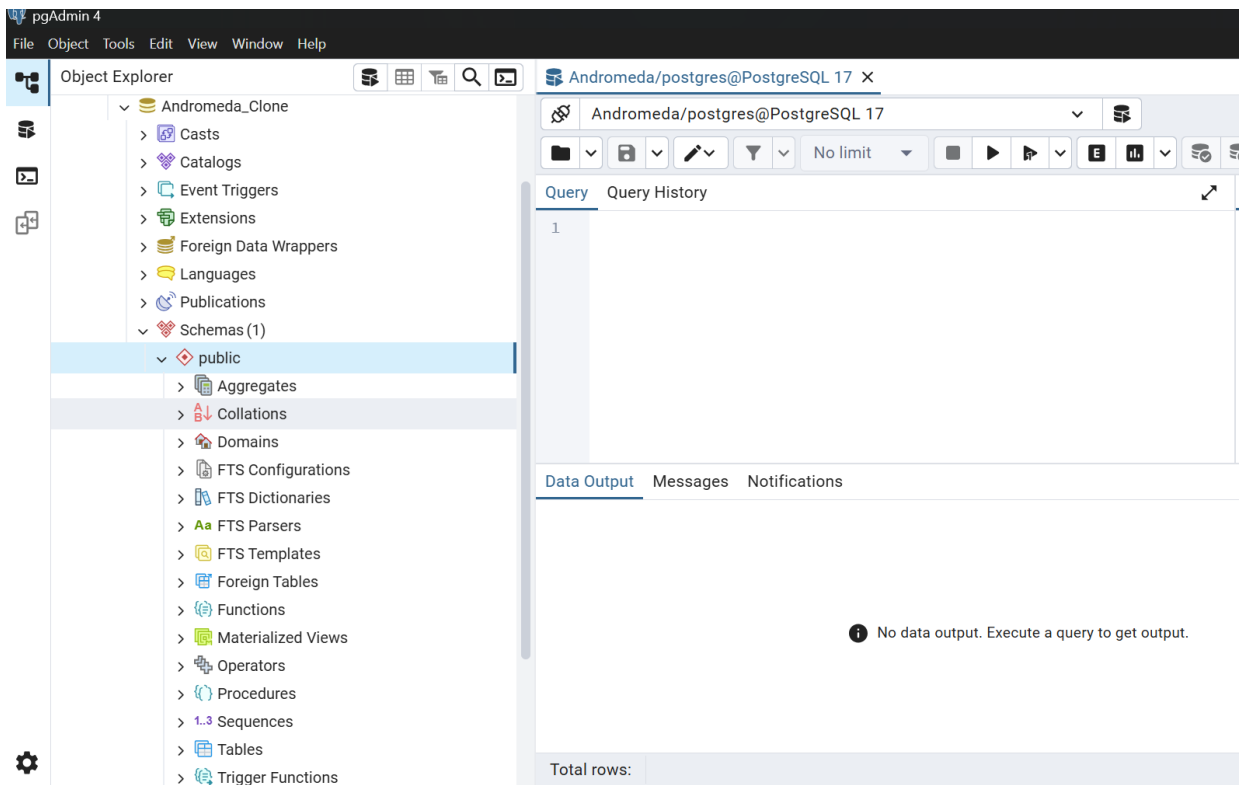 pgAdmin 4
File Object Tools Edit View Window Help
Object Explorer
Andromeda_Clone
Casts
Catalogs
Event Triggers
Extensions
Foreign Data Wrappers
Languages
Publications
Schemas (1)
public
Aggregates
Collations
Domains
FTS Configurations
FTS Dictionaries
Aa FTS Parsers
FTS Templates
Foreign Tables
Functions
Materialized Views
Operators
Procedures
1..3 Sequences
Tables
Trigger Functions
Andromeda/postgres@PostgreSQL 17
Andromeda/postgres@PostgreSQL 17
No limit
E
Query Query History
1
Data Output Messages Notifications
No data output. Execute a query to get output.
Total rows: